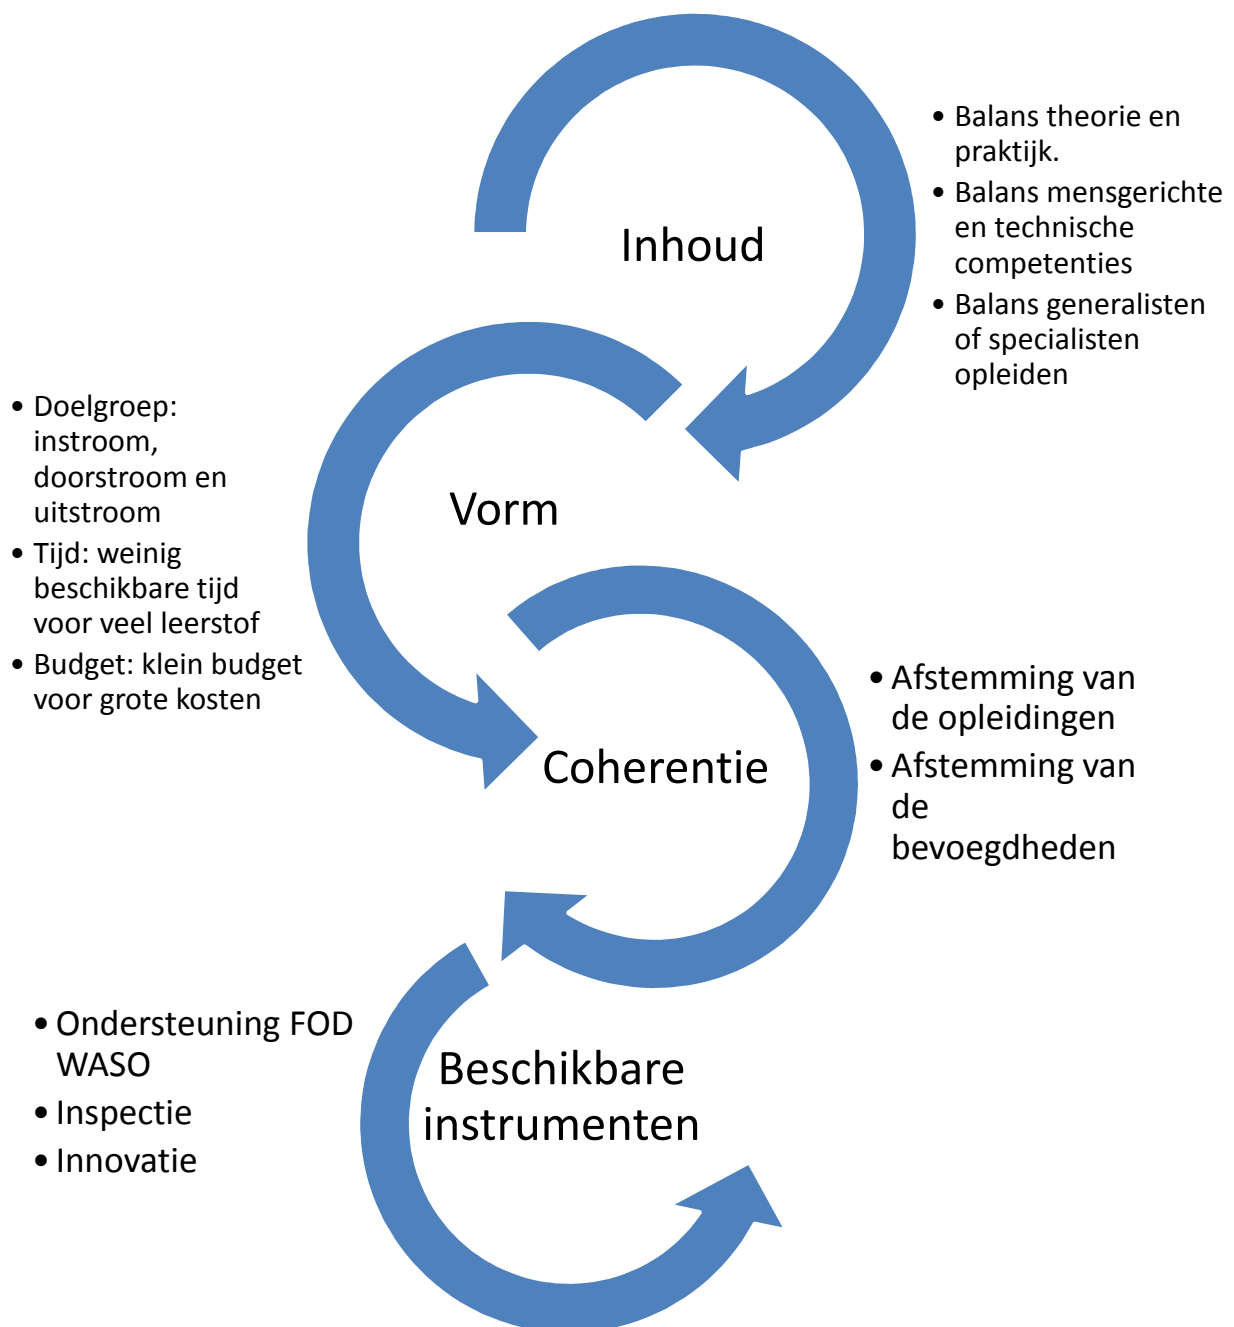 Inhoud
• Balans theorie en
praktijk.
• Balans mensgerichte
en technische
competenties
• Balans generalisten
of specialisten
opleiden
Vorm
• Doelgroep:
instroom,
doorstroom en
uitstroom
• Tijd: weinig
beschikbare tijd
voor veel leerstof
• Budget: klein budget
voor grote kosten
Coherentie
• Afstemming van
de opleidingen
• Afstemming van
de
bevoegdheden
Beschikbare
instrumenten
• Ondersteuning FOD
WASO
• Inspectie
• Innovatie